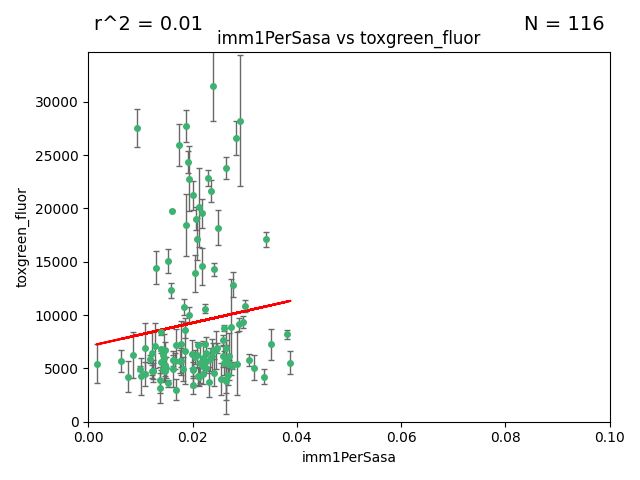 r^2 = 0.01
N = 116
imm1PerSasa vs toxgreen_fluor
30000
25000
20000
15000
10000
5000
0
toxgreen_fluor
0.00
0.02
0.04
0.06
0.08
0.10
imm1PerSasa